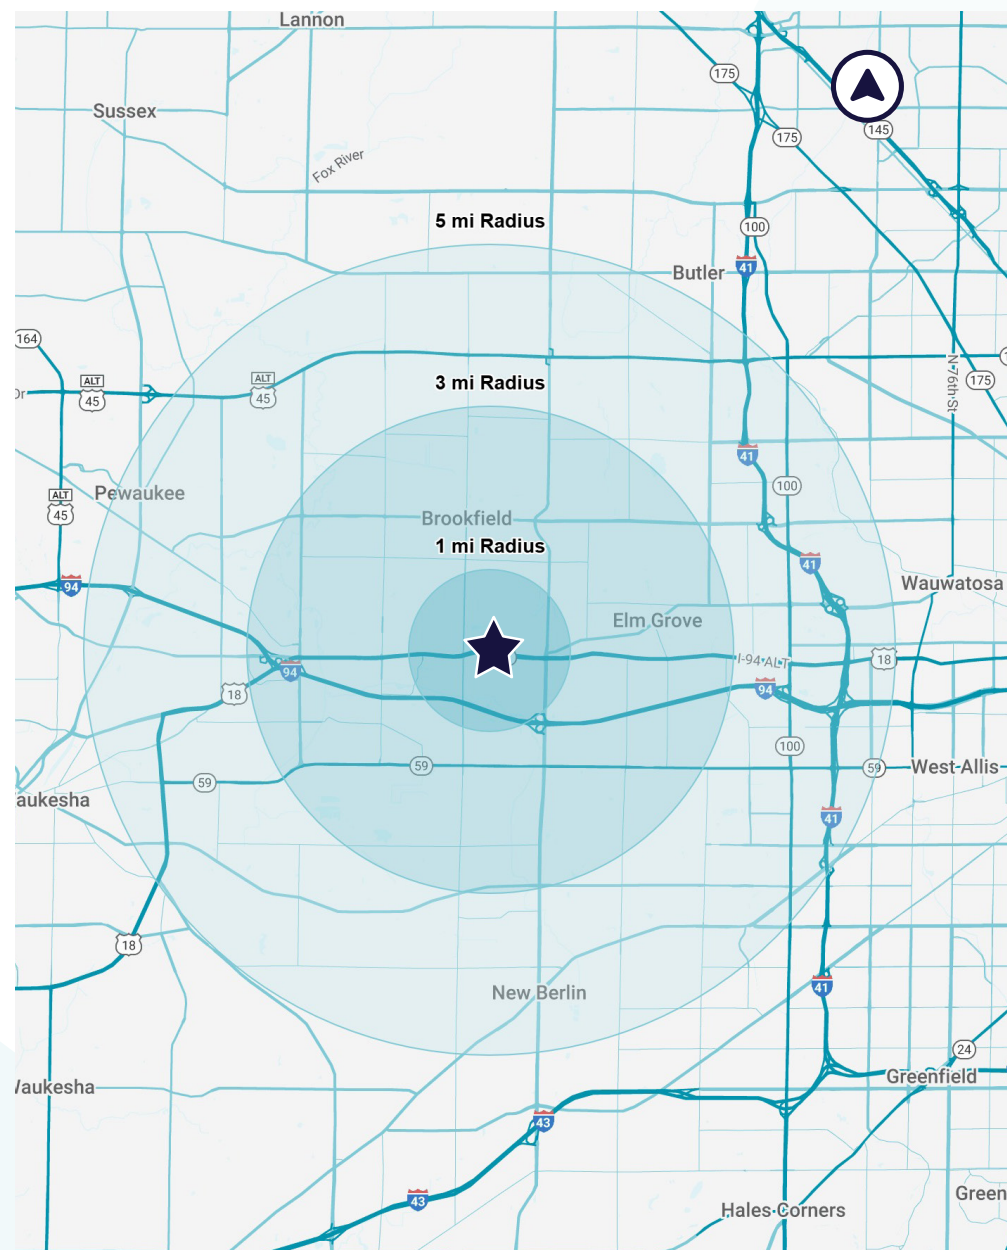 Lannon
175
Sussex
145
175
Fox River
5 mi Radius
100
Butler
41
164
N 76th St
ALT
45
ALT
45
175
3 mi Radius
41
100
Pewaukee
ALT
45
Brookfield
1 mi Radius
41
94
Wauwatosa
Elm Grove
I-94 ALT
18
94
94
18
100
59
59
59
West Allis
aukesha
41
18
41
New Berlin
24
Greenfield
Waukesha
43
43
Green
Hales Corners